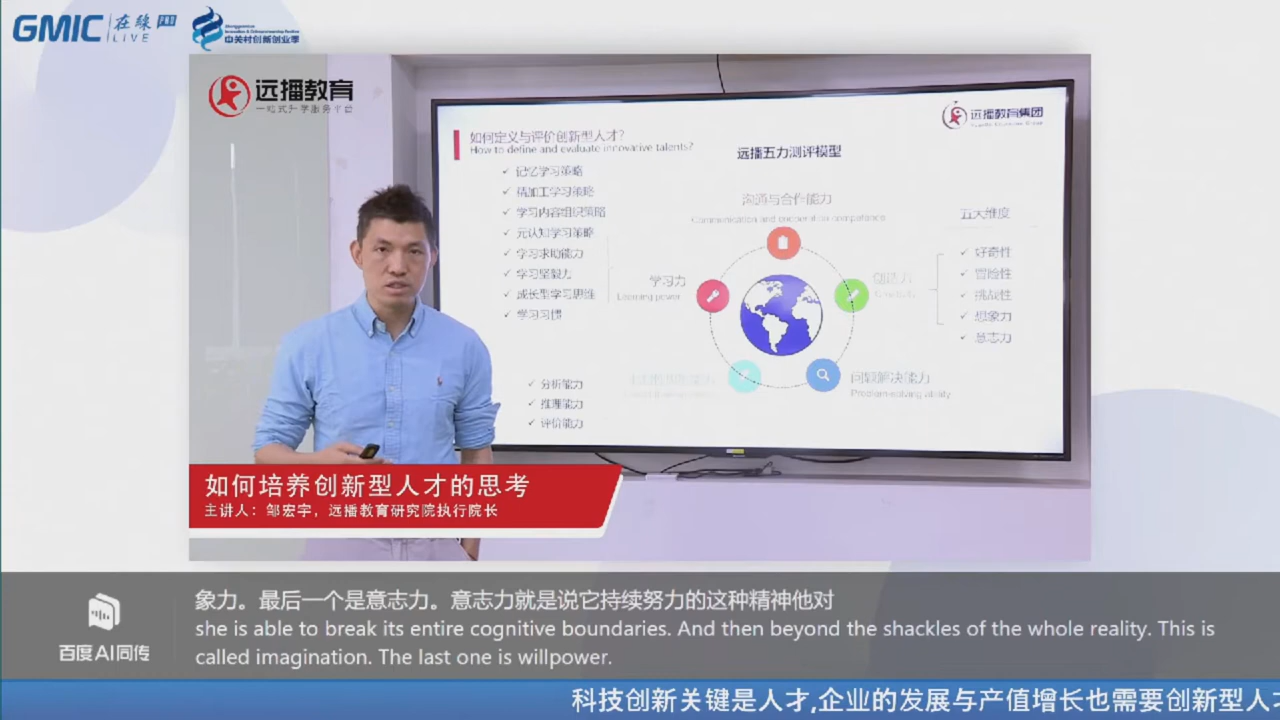 GMIC
在線
LIVE
中关村创新创业季
远播教育
一站式升学服务平台
远播教育集团
如何定义与评价创新型人才?
How to define and evaluate innovative talents?
远播五力测评模型
记忆学习策略
精加工学习策略
学习内容组织策略
元认知学习策略
学习求助能力
学习坚毅力
成长型学习思维
学习习惯
沟通与合作能力
Communication and cooperation competence
学习力
Learning power
创造力
Creativity
五大维度
好奇性
冒险性
挑战性
想象力
意志力
问题解决能力
Problem-solving ability
分析能力
推理能力
评价能力
如何培养创新型人才的思考
主讲人：邹宏宇，远播教育研究院执行院长
百度AI同传
象力。最后一个是意志力。意志力就是说它持续努力的这种精神他对
she is able to break its entire cognitive boundaries. And then beyond the shackles of the whole reality. This is
called imagination. The last one is willpower.
科技创新关键是人才,企业的发展与产值增长也需要创新型人